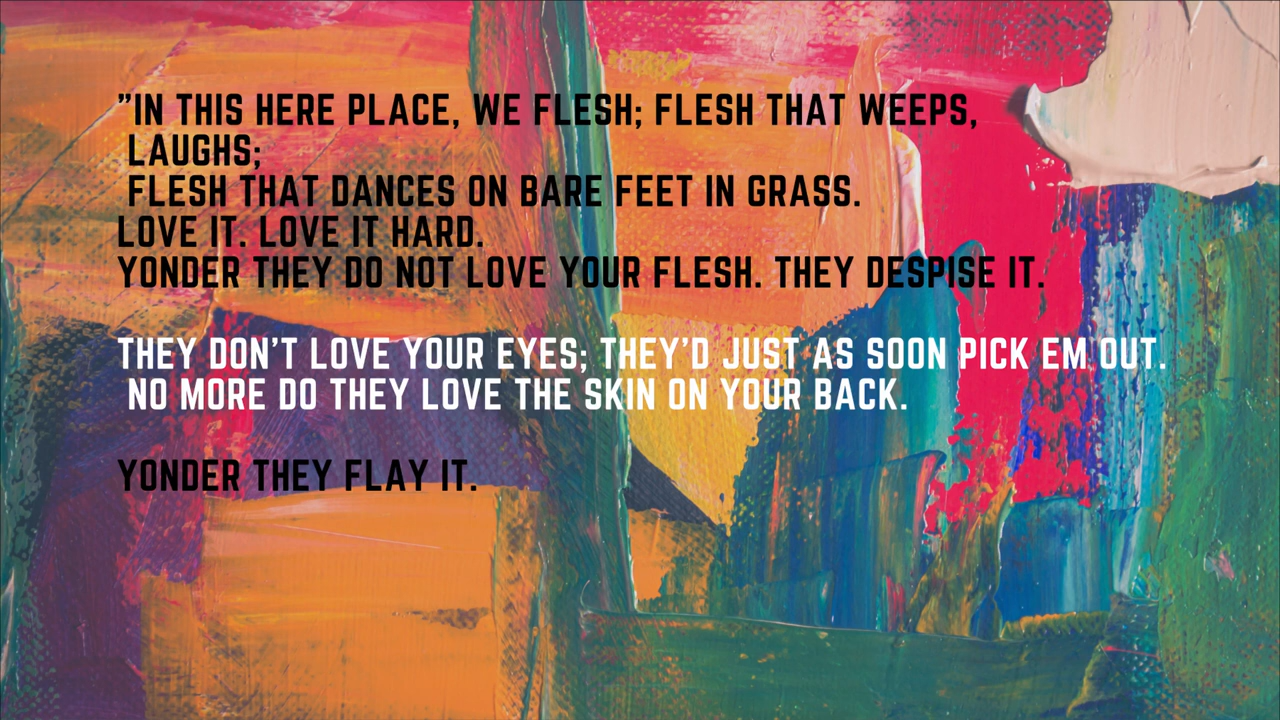 ”IN THIS HERE PLACE, WE FLESH; FLESH THAT WEEPS,
LAUGHS;
FLESH THAT DANCES ON BARE FEET IN GRASS.
LOVE IT. LOVE IT HARD.
YONDER THEY DO NOT LOVE YOUR FLESH. THEY DESPISE IT.
THEY DON'T LOVE YOUR EYES; THEY'D JUST AS SOON PICK EM OUT.
NO MORE DO THEY LOVE THE SKIN ON YOUR BACK.
YONDER THEY FLAY IT.